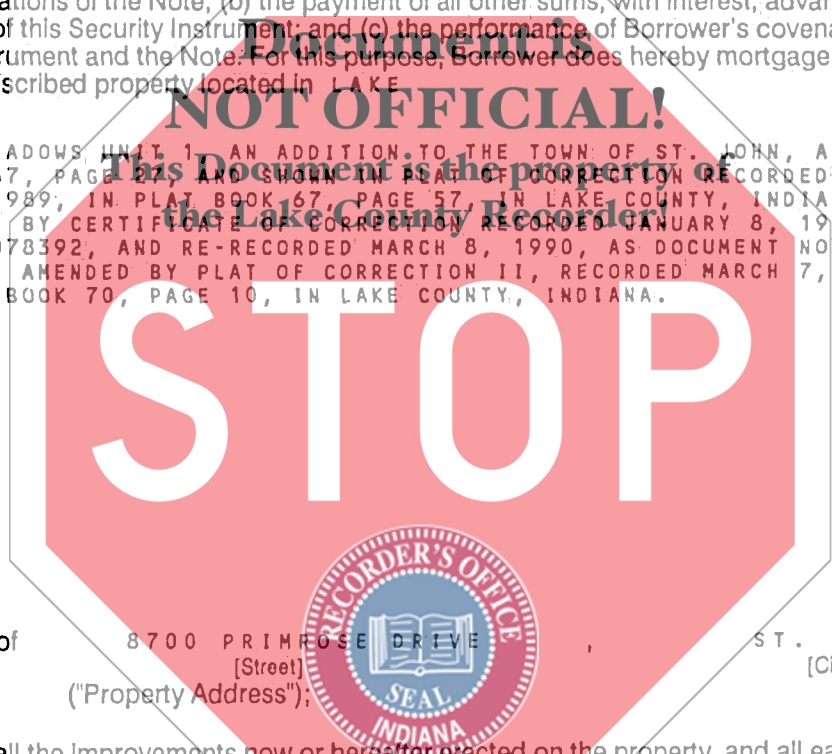 ations of the Note; (b) the payment of all other sums, with interest, advan
of this Security Instrument; and (c) the performance of Borrower's covena
rument and the Note. For this purpose, Borrower does hereby mortgage
scribed property located in LAKE
Document is
NOT OFFICIAL!
This Document is the property of
the Lake County Recorder!
ADOWS UNIT 1, AN ADDITION TO THE TOWN OF ST. JOHN, A
7, PAGE 27, AND SHOWN IN PLAT OF CORRECTION RECORDED
989, IN PLAT BOOK 67, PAGE 57, IN LAKE COUNTY, INDIA
BY CERTIFICATE OF CORRECTION RECORDED JANUARY 8, 19
78392, AND RE-RECORDED MARCH 8, 1990, AS DOCUMENT NO
AMENDED BY PLAT OF CORRECTION II, RECORDED MARCH 7,
BOOK 70, PAGE 10, IN LAKE COUNTY, INDIANA.
STOP
RECORDER'S OFFICE
SEAL
INDIANA
of 8700 PRIMROSE DRIVE , ST.
[Street] [Ci
("Property Address");
all the improvements now or hereafter erected on the property, and all ea